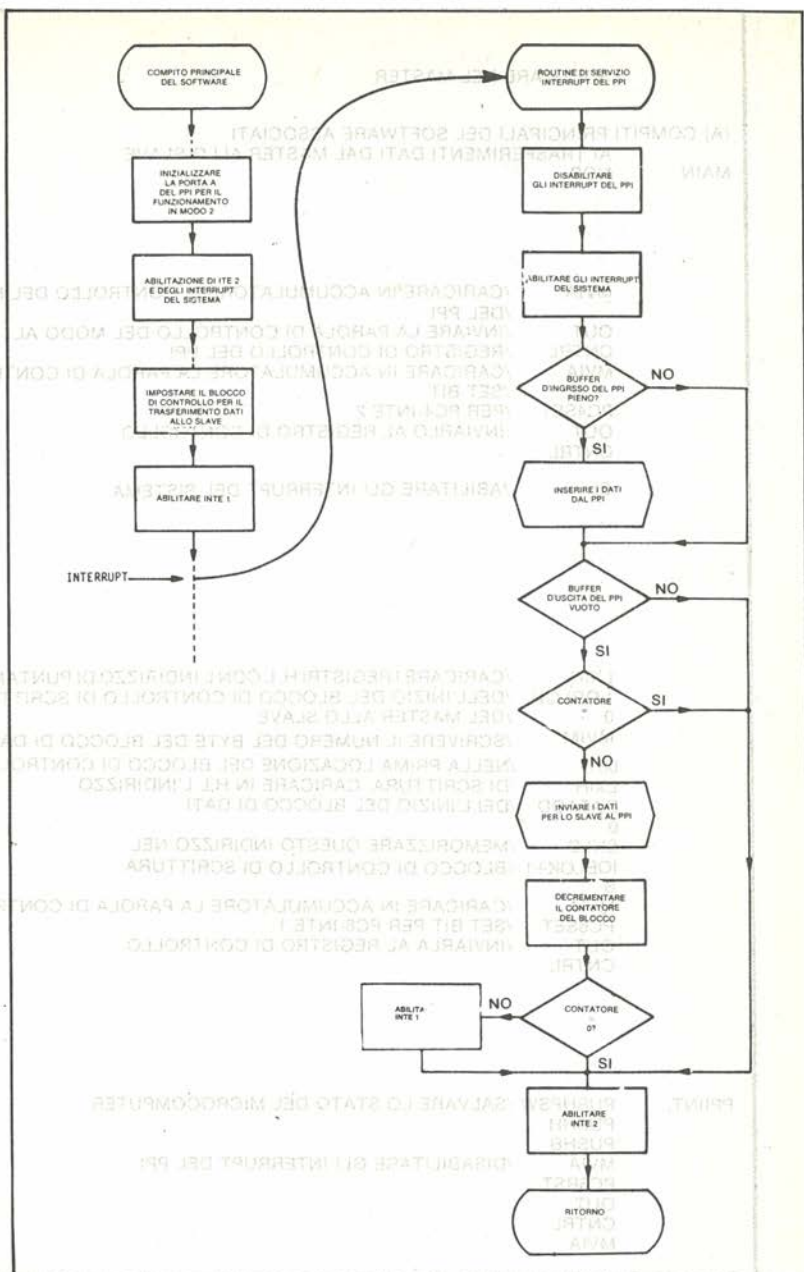 COMPITO PRINCIPALE
DEL SOFTWARE
INIZIALIZZARE
LA PORTA A
DEL PPI PER IL
FUNZIONAMENTO
IN MODO 2
ABILITAZIONE DI ITE 2
E DEGLI INTERRUPT
DEL SISTEMA
IMPOSTARE IL BLOCCO
DI CONTROLLO PER IL
TRASFERIMENTO DATI
ALLO SLAVE
ABILITARE INTE 1
INTERRUPT
ROUTINE DI SERVIZIO
INTERRUPT DEL PPI
DISABILITARE
GLI INTERRUPT DEL PPI
ABILITARE GLI INTERRUPT
DEL SISTEMA
BUFFER
D'INGRSSO DEL PPI
PIENO?
NO
SI
INSERIRE I DATI
DAL PPI
BUFFER
D'USCITA DEL PPI
VUOTO
NO
SI
CONTATORE
=
SI
NO
INVIARE I DATI
PER LO SLAVE AL PPI
DECREMENTARE
IL CONTATORE
DEL BLOCCO
CONTATORE
=
0?
NO
ABILITA
INTE 1
SI
ABILITARE
INTE 2
RITORNO